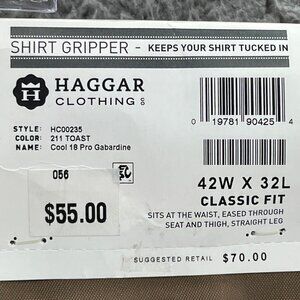 SHIRT GRIPPER - KEEPS YOUR SHIRT TUCKED IN
H
HAGGAR
CLOTHING CO
0 19781 90425 4
STYLE: HC00235
COLOR: 211 TOAST
NAME: Cool 18 Pro Gabardine
056
$55.00
42W X 32L
CLASSIC FIT
SITS AT THE WAIST, EASED THROUGH
SEAT AND THIGH, STRAIGHT LEG
SUGGESTED RETAIL $70.00